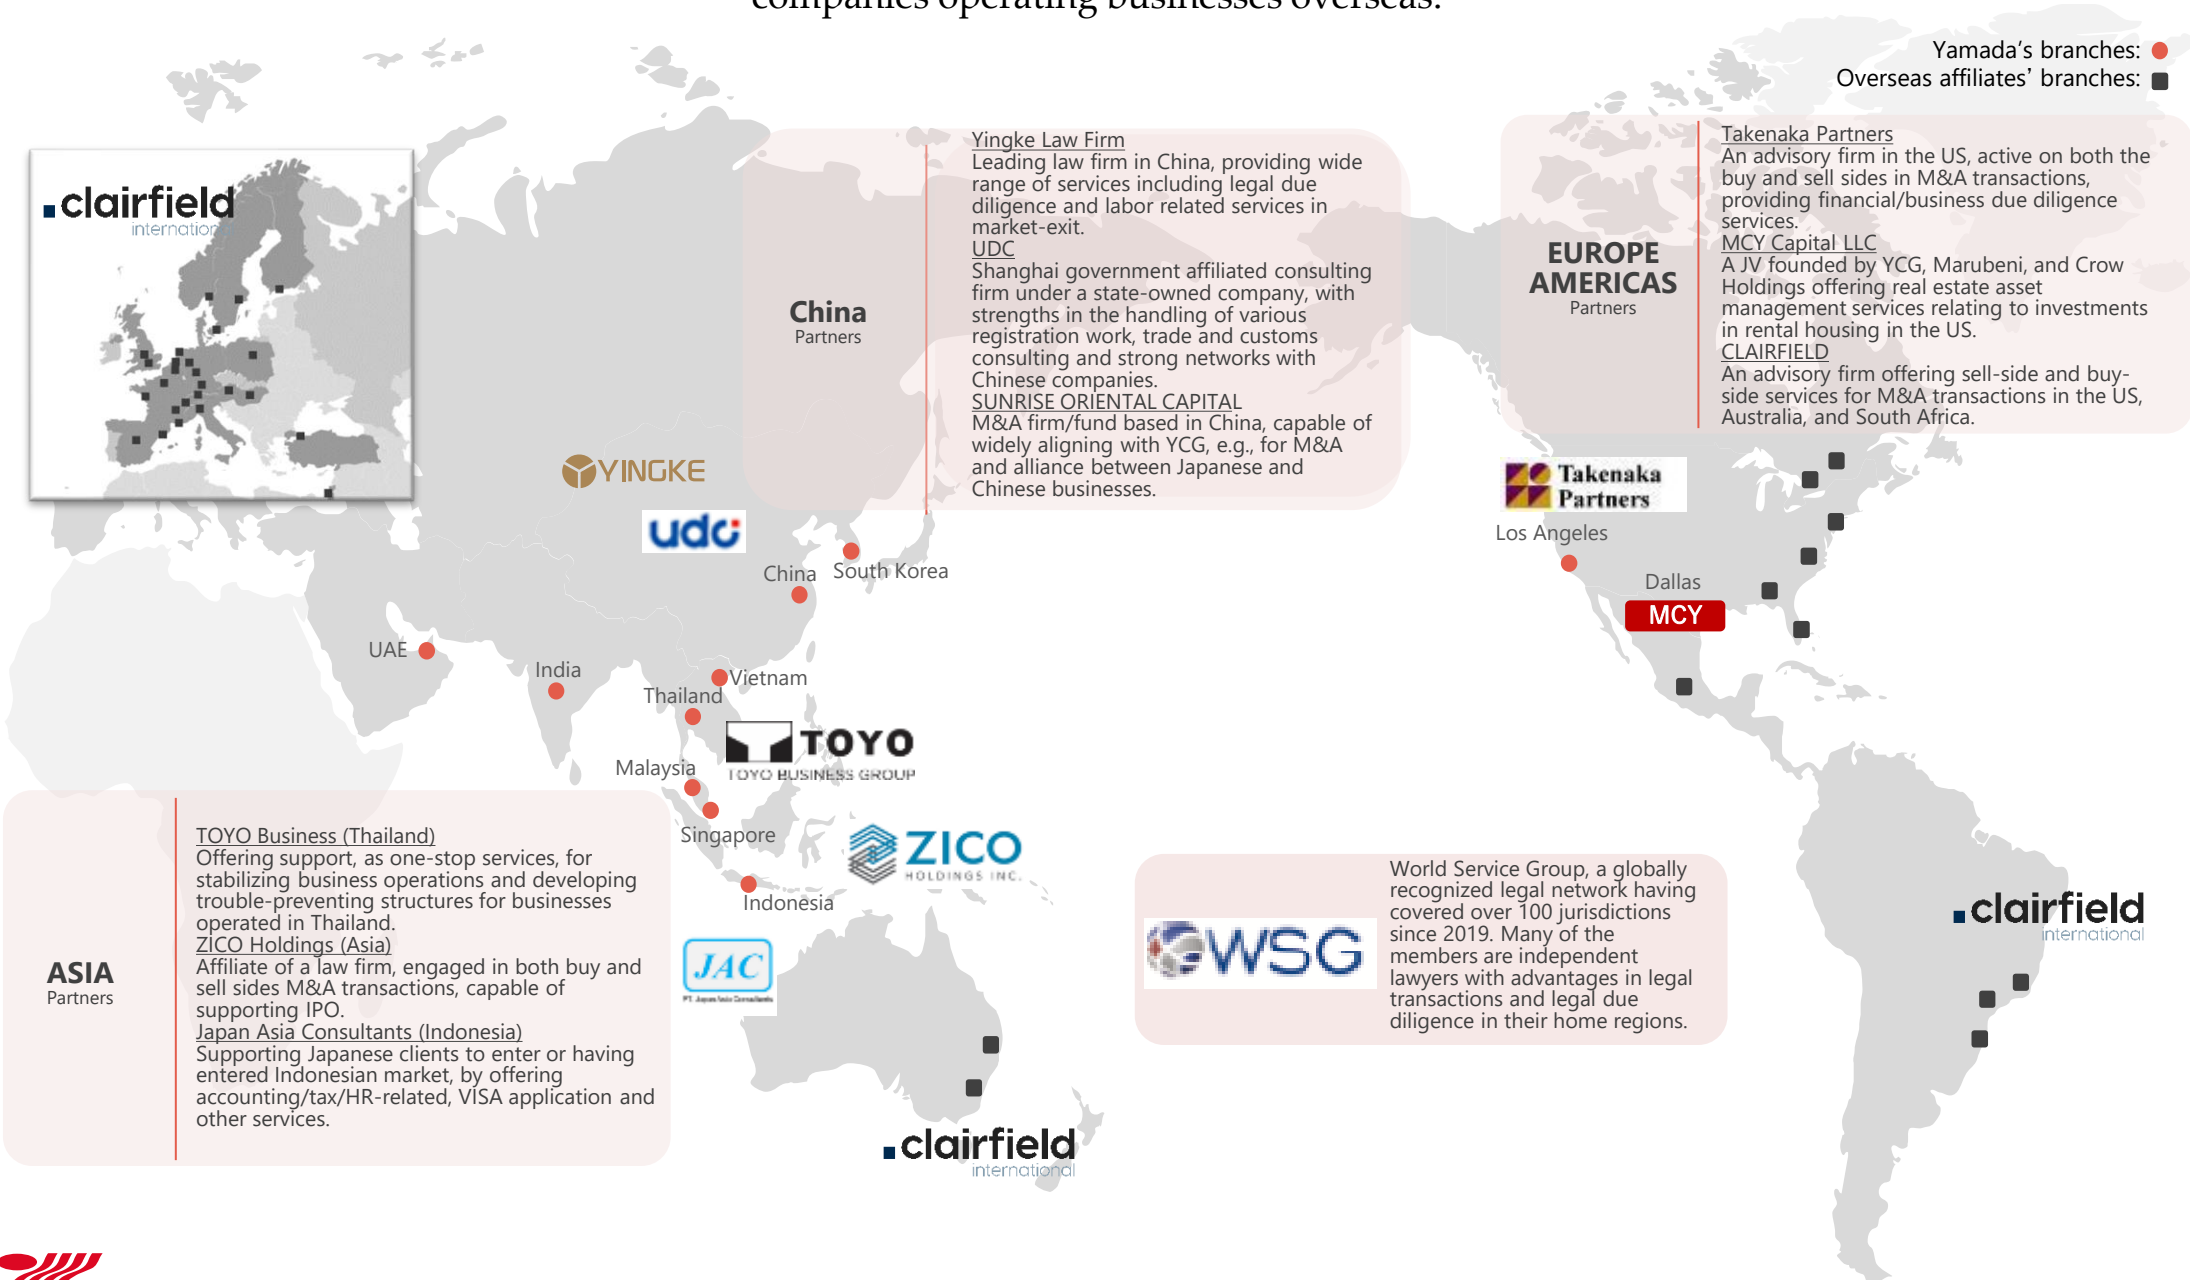 companies operating businesses overseas.
Yamada's branches:
Overseas affiliates' branches:
clairfield
international
China
Partners
Yingke Law Firm
Leading law firm in China, providing wide
range of services including legal due
diligence and labor related services in
market-exit.
UDC
Shanghai government affiliated consulting
firm under a state-owned company, with
strengths in the handling of various
registration work, trade and customs
consulting and strong networks with
Chinese companies.
SUNRISE ORIENTAL CAPITAL
M&A firm/fund based in China, capable of
widely aligning with YCG, e.g., for M&A
and alliance between Japanese and
Chinese businesses.
EUROPE
AMERICAS
Partners
Takenaka Partners
An advisory firm in the US, active on both the
buy and sell sides in M&A transactions,
providing financial/business due diligence
services.
MCY Capital LLC
A JV founded by YCG, Marubeni, and Crow
Holdings offering real estate asset
management services relating to investments
in rental housing in the US.
CLAIRFIELD
An advisory firm offering sell-side and buy-
side services for M&A transactions in the US,
Australia, and South Africa.
YINGKE
udc
China
South Korea
UAE
India
Vietnam
Thailand
Malaysia
Singapore
Indonesia
TOYO
TOYO BUSINESS GROUP
ZICO
HOLDINGS INC.
JAC
PT. Japan Asia Consultants
Takenaka
Partners
Los Angeles
Dallas
MCY
ASIA
Partners
TOYO Business (Thailand)
Offering support, as one-stop services, for
stabilizing business operations and developing
trouble-preventing structures for businesses
operated in Thailand.
ZICO Holdings (Asia)
Affiliate of a law firm, engaged in both buy and
sell sides M&A transactions, capable of
supporting IPO.
Japan Asia Consultants (Indonesia)
Supporting Japanese clients to enter or having
entered Indonesian market, by offering
accounting/tax/HR-related, VISA application and
other services.
WSG
World Service Group, a globally
recognized legal network having
covered over 100 jurisdictions
since 2019. Many of the
members are independent
lawyers with advantages in legal
transactions and legal due
diligence in their home regions.
clairfield
international
clairfield
international